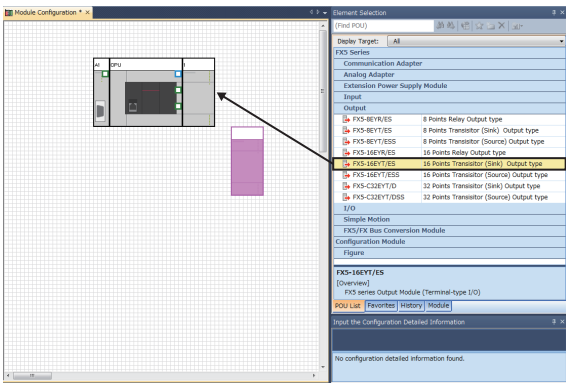 Module Configuration * ×
AI
CPU
I
Element Selection
(Find POU)
Display Target: All
FX5 Series
Communication Adapter
Analog Adapter
Extension Power Supply Module
Input
Output
FX5-8EYR/ES 8 Points Relay Output type
FX5-8EYT/ES 8 Points Transisitor (Sink) Output type
FX5-8EYT/ESS 8 Points Transisitor (Source) Output type
FX5-16EYR/ES 16 Points Relay Output type
FX5-16EYT/ES 16 Points Transisitor (Sink) Output type
FX5-16EYT/ESS 16 Points Transisitor (Source) Output type
FX5-C32EYT/D 32 Points Transisitor (Sink) Output type
FX5-C32EYT/DSS 32 Points Transisitor (Source) Output type
I/O
Simple Motion
FX5/FX Bus Conversion Module
Configuration Module
Figure
FX5-16EYT/ES
[Overview]
FX5 series Output Module (Terminal-type I/O)
POU List Favorites History Module
Input the Configuration Detailed Information
No configuration detailed information found.